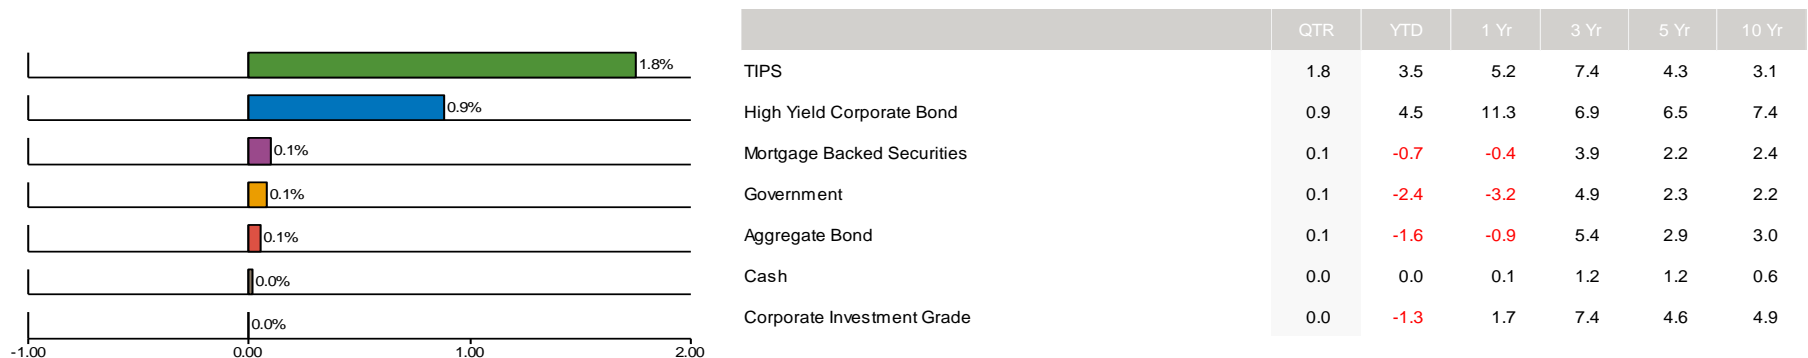 QTR YTD 1 Yr 3 Yr 5 Yr 10 Yr
1.8% TIPS 1.8 3.5 5.2 7.4 4.3 3.1
0.9% High Yield Corporate Bond 0.9 4.5 11.3 6.9 6.5 7.4
0.1% Mortgage Backed Securities 0.1 -0.7 -0.4 3.9 2.2 2.4
0.1% Government 0.1 -2.4 -3.2 4.9 2.3 2.2
0.1% Aggregate Bond 0.1 -1.6 -0.9 5.4 2.9 3.0
0.0% Cash 0.0 0.0 0.1 1.2 1.2 0.6
0.0% Corporate Investment Grade 0.0 -1.3 1.7 7.4 4.6 4.9
-1.00 0.00 1.00 2.00